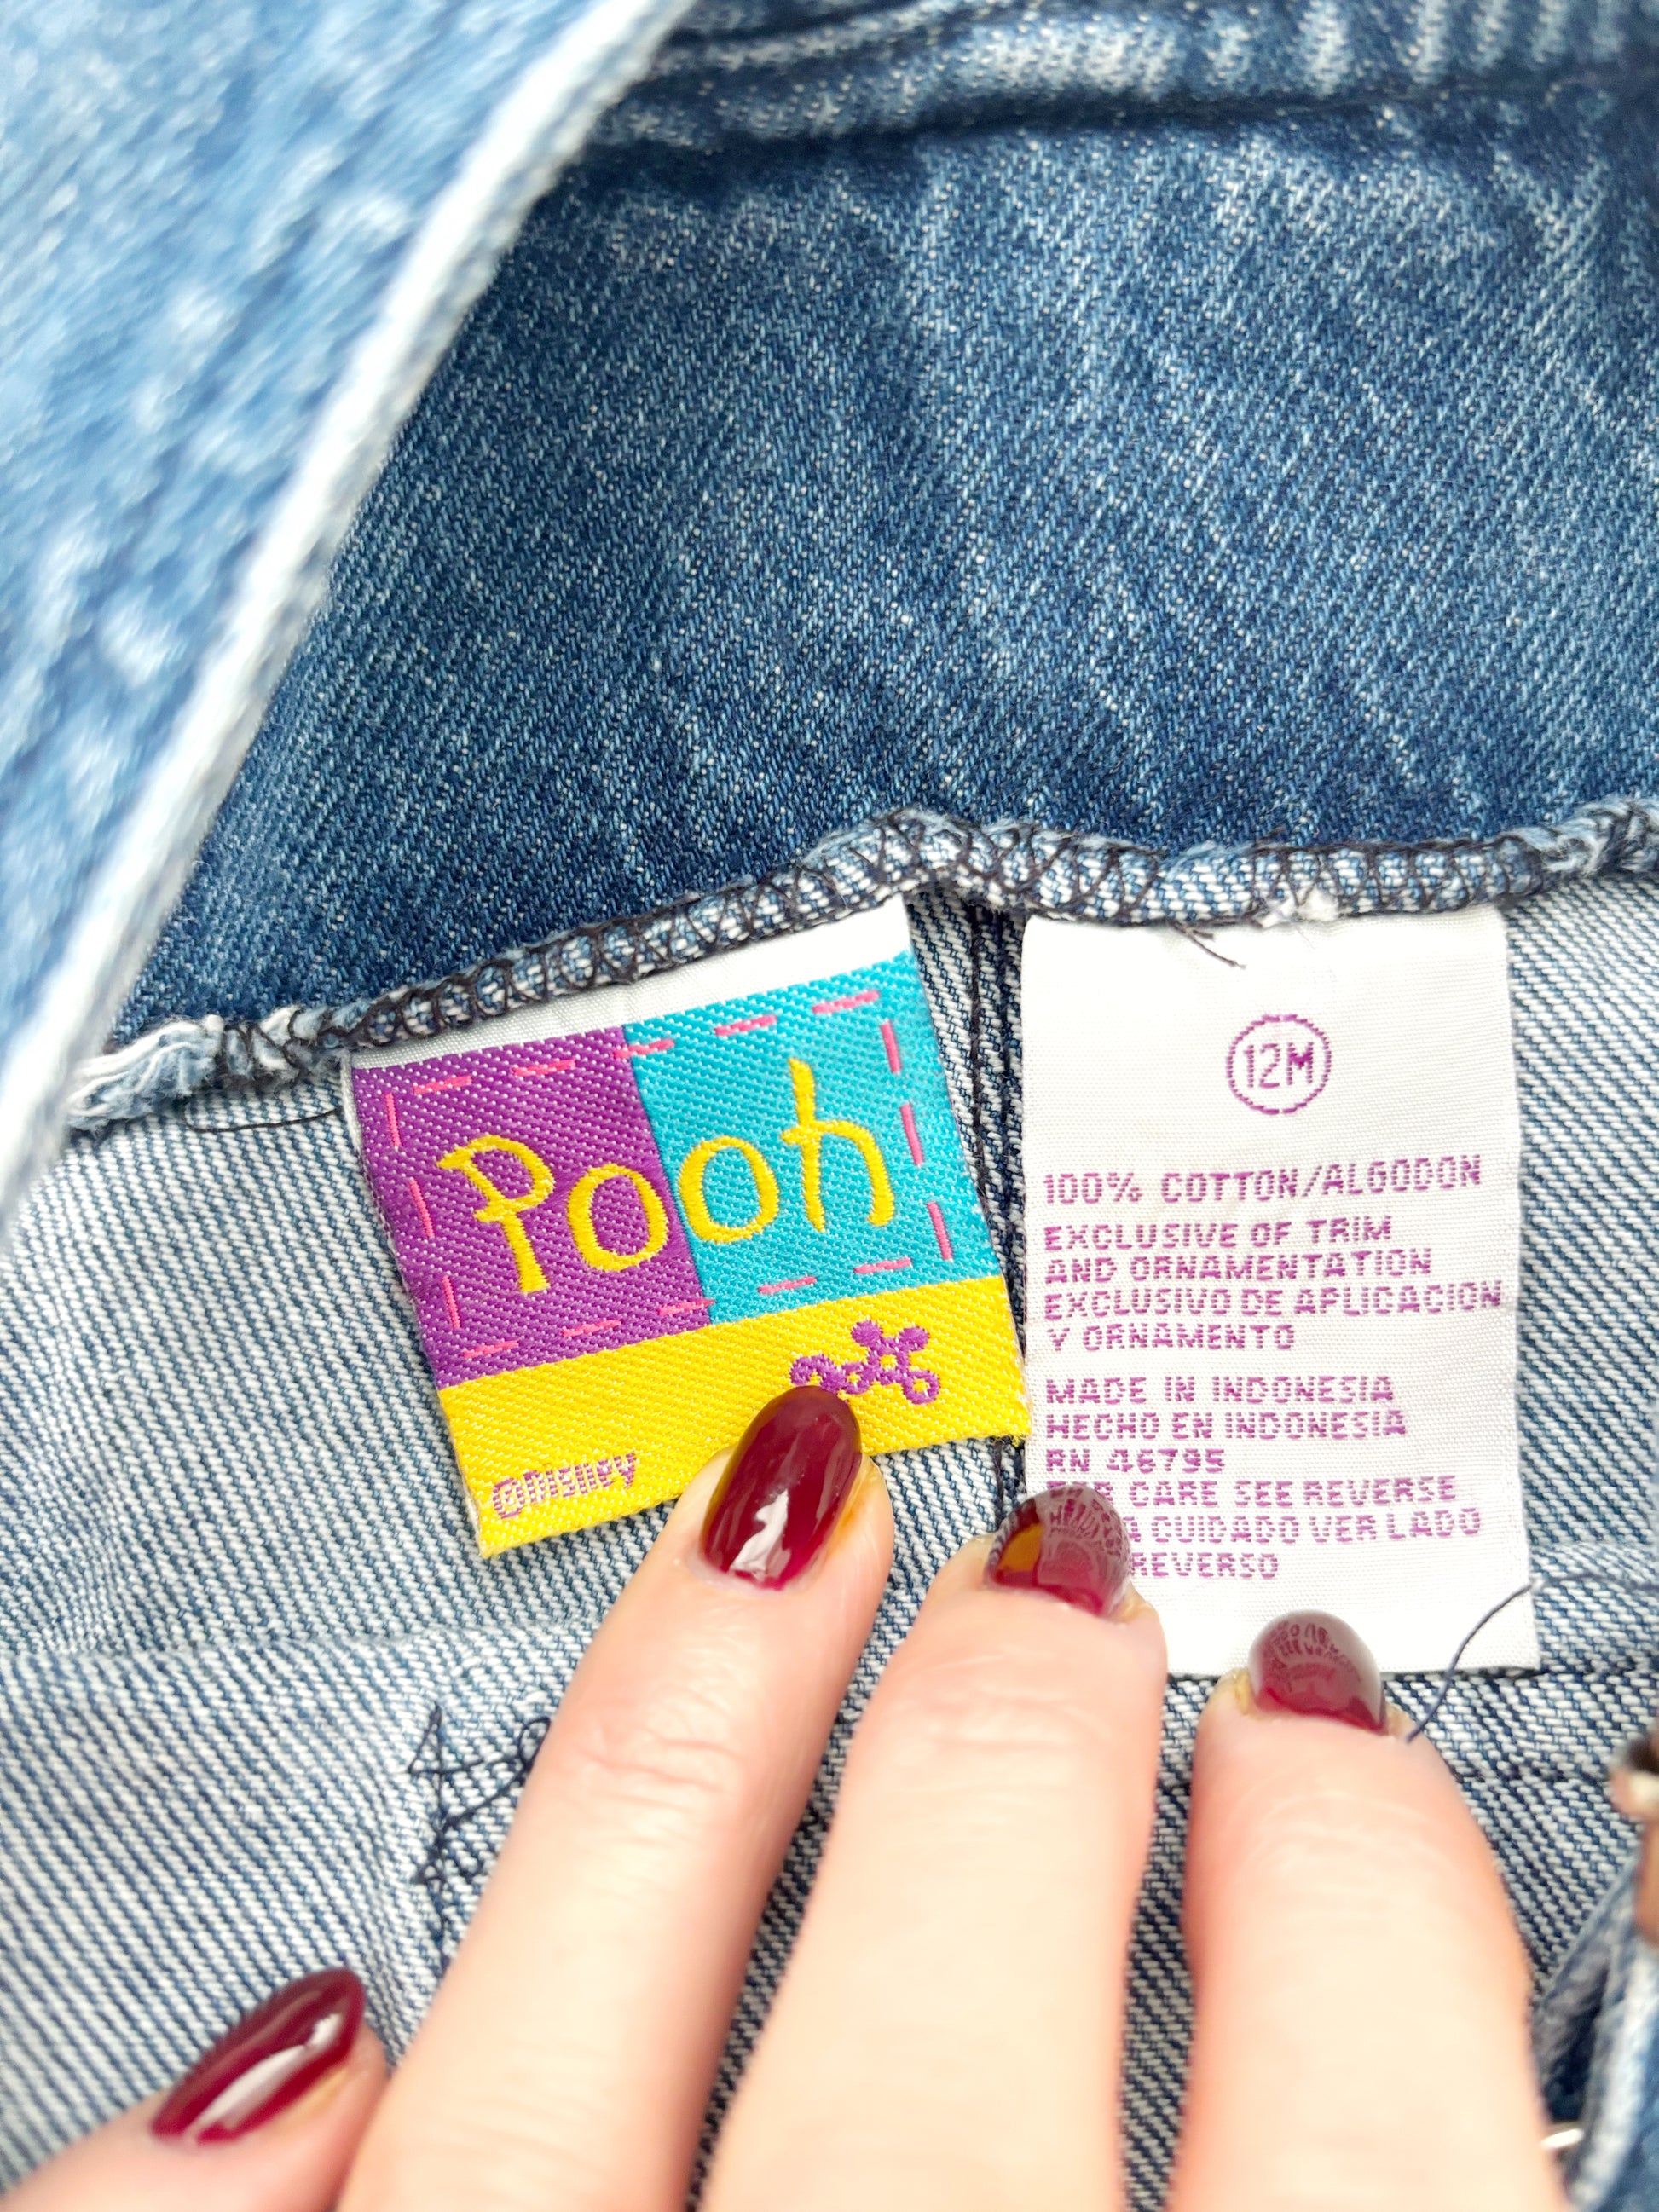 Pooh
©Disney
12M
100% COTTON/ALGODON
EXCLUSIVE OF TRIM
AND ORNAMENTATION
EXCLUSIVO DE APLICACION
Y ORNAMENTO
MADE IN INDONESIA
HECHO EN INDONESIA
RN 46795
CARE SEE REVERSE
CUIDADO VER LADO
REVERSO